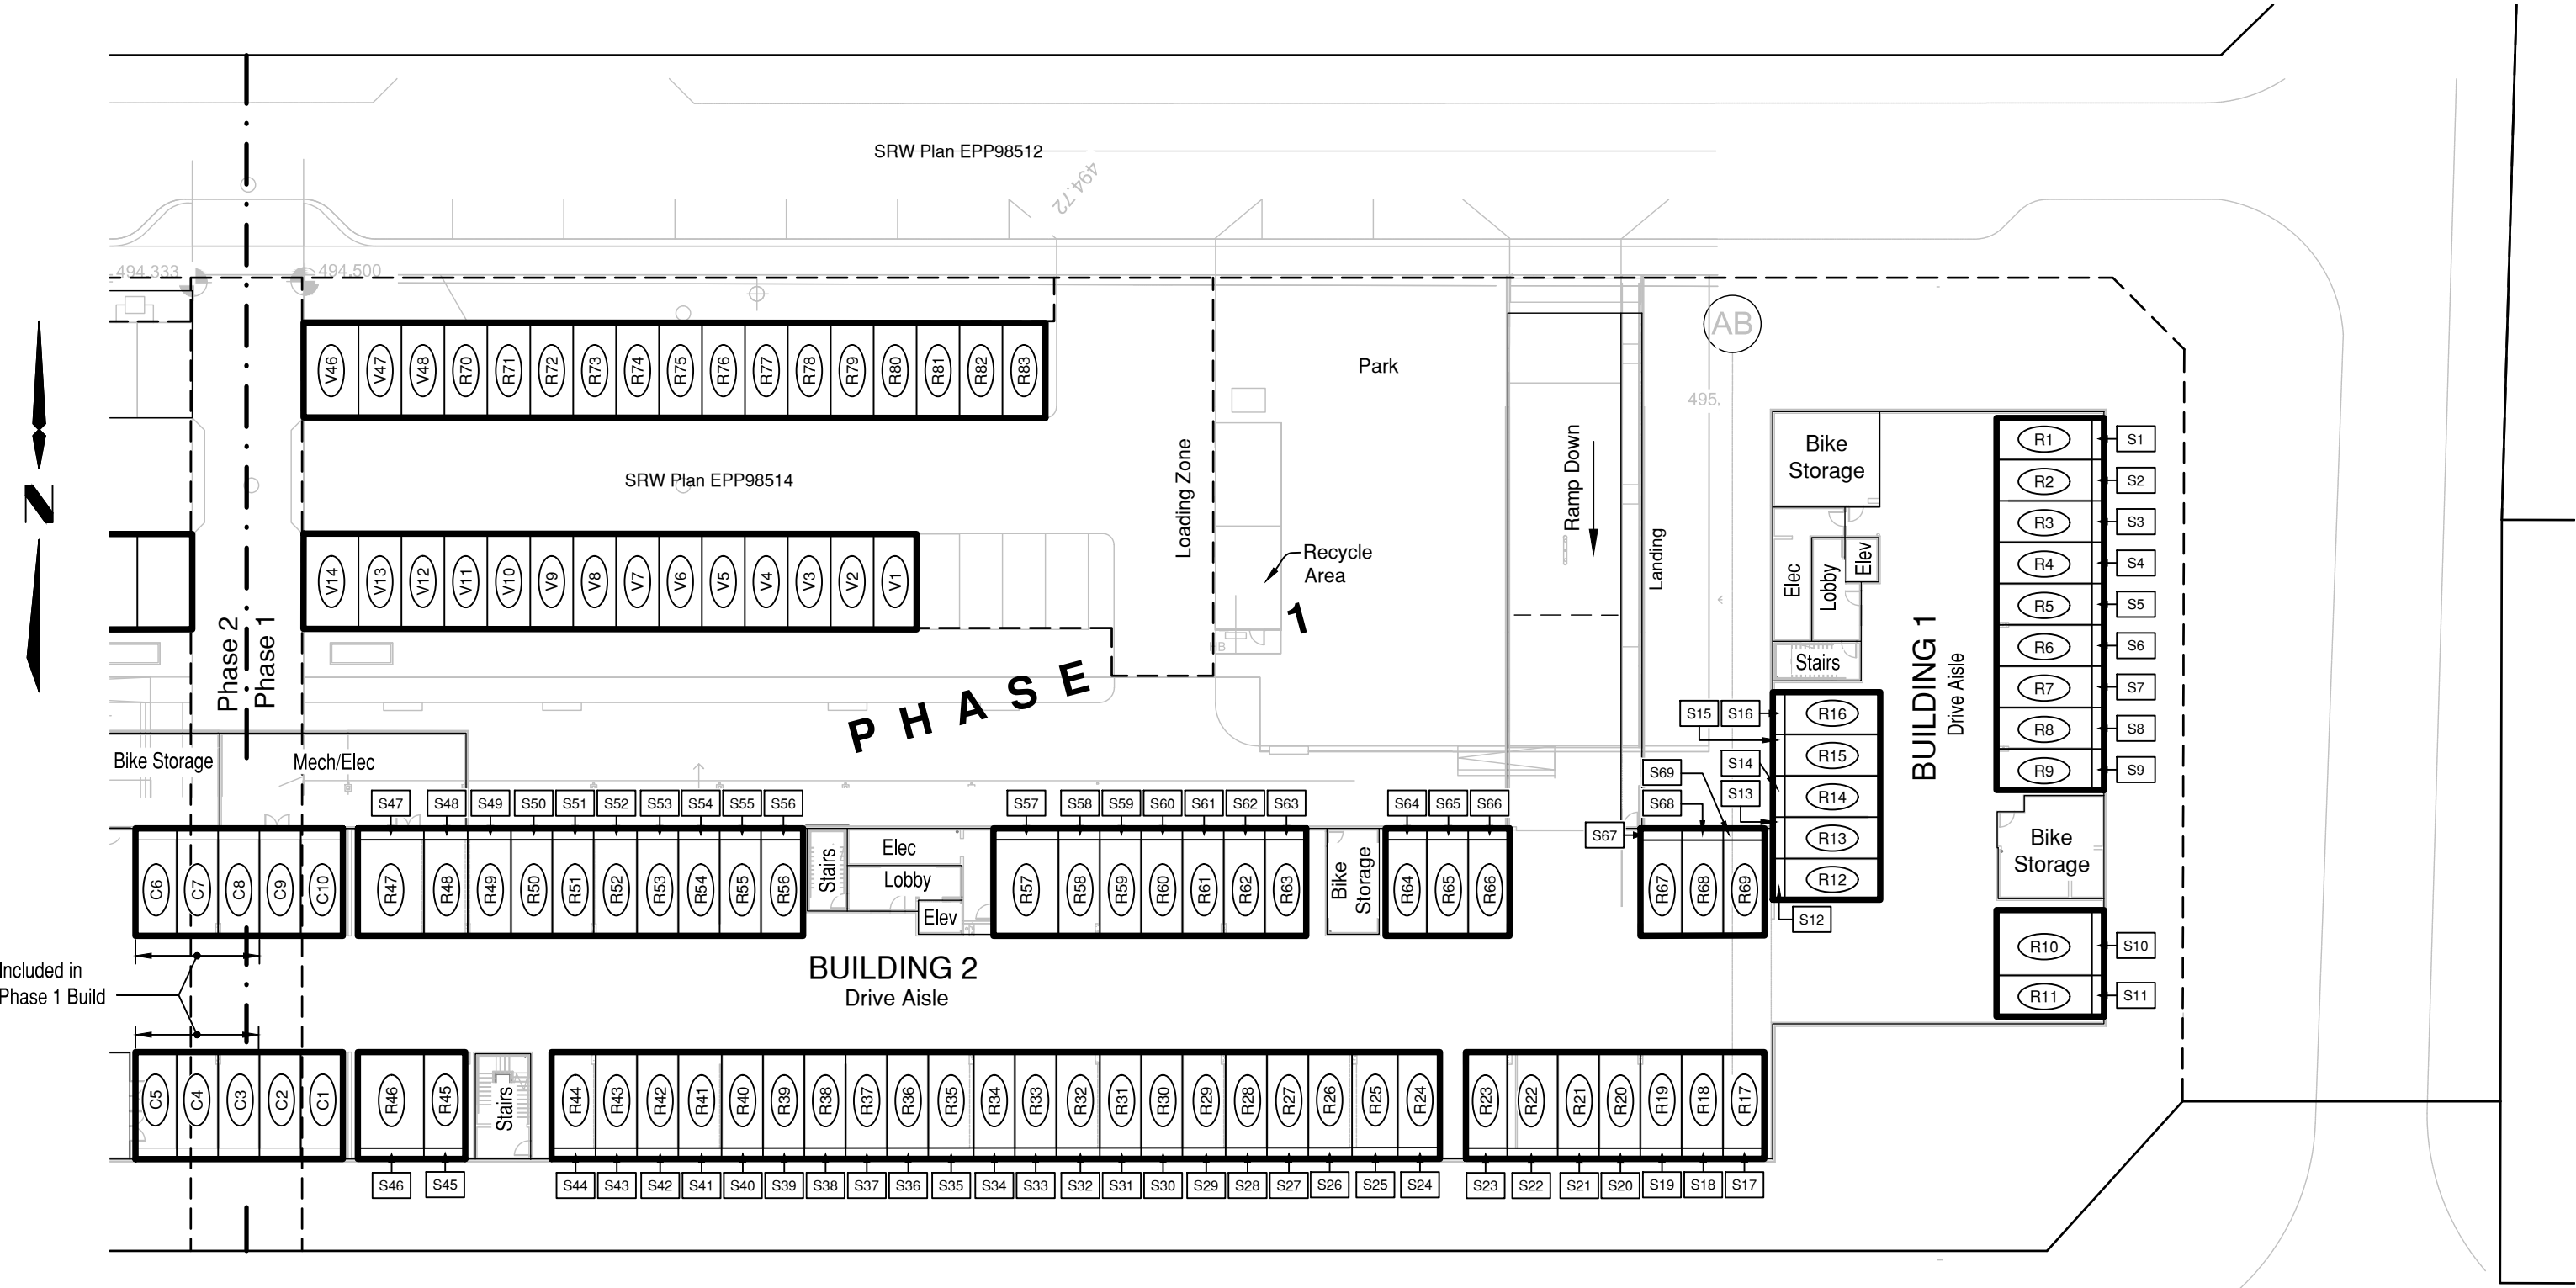 SRW Plan EPP98512
494.72
494.333
494.500
AB
V46 V47 V48 R70 R71 R72 R73 R74 R75 R76 R77 R78 R79 R80 R81 R82 R83
Park
495.
Loading Zone
Ramp Down
Landing
SRW Plan EPP98514
N
Bike
Storage
R1 S1
R2 S2
R3 S3
R4 S4
R5 S5
R6 S6
R7 S7
R8 S8
R9 S9
Elec
Lobby
Elev
Stairs
Recycle
Area
V14 V13 V12 V11 V10 V9 V8 V7 V6 V5 V4 V3 V2 V1
Phase 2
Phase 1
PHASE 1
BUILDING 1
Drive Aisle
S15 S16 R16
R15
S14 R14
S13 R13
R12
S12
S69
S68
S67
Bike Storage
Mech/Elec
Bike
Storage
S47 S48 S49 S50 S51 S52 S53 S54 S55 S56 S57 S58 S59 S60 S61 S62 S63 S64 S65 S66
C6 C7 C8 C9 C10 R47 R48 R49 R50 R51 R52 R53 R54 R55 R56
Stairs
Elec
Lobby
Elev
R57 R58 R59 R60 R61 R62 R63
Bike
Storage
R64 R65 R66 R67 R68 R69
R10 S10
R11 S11
Included in
Phase 1 Build
BUILDING 2
Drive Aisle
C5 C4 C3 C2 C1 R46 R45
Stairs
R44 R43 R42 R41 R40 R39 R38 R37 R36 R35 R34 R33 R32 R31 R30 R29 R28 R27 R26 R25 R24 R23 R22 R21 R20 R19 R18 R17
S46 S45 S44 S43 S42 S41 S40 S39 S38 S37 S36 S35 S34 S33 S32 S31 S30 S29 S28 S27 S26 S25 S24 S23 S22 S21 S20 S19 S18 S17